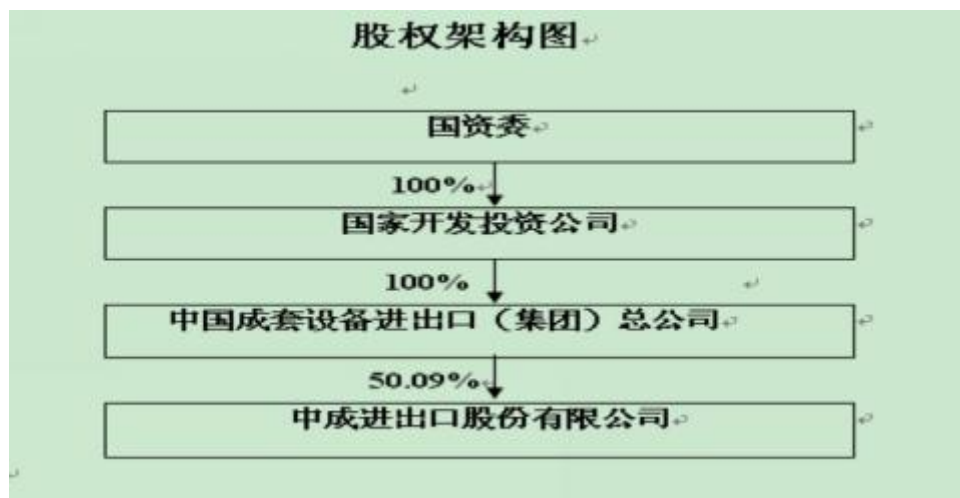 股权架构图
国资委
100%
国家开发投资公司
100%
中国成套设备进出口（集团）总公司
50.09%
中成进出口股份有限公司